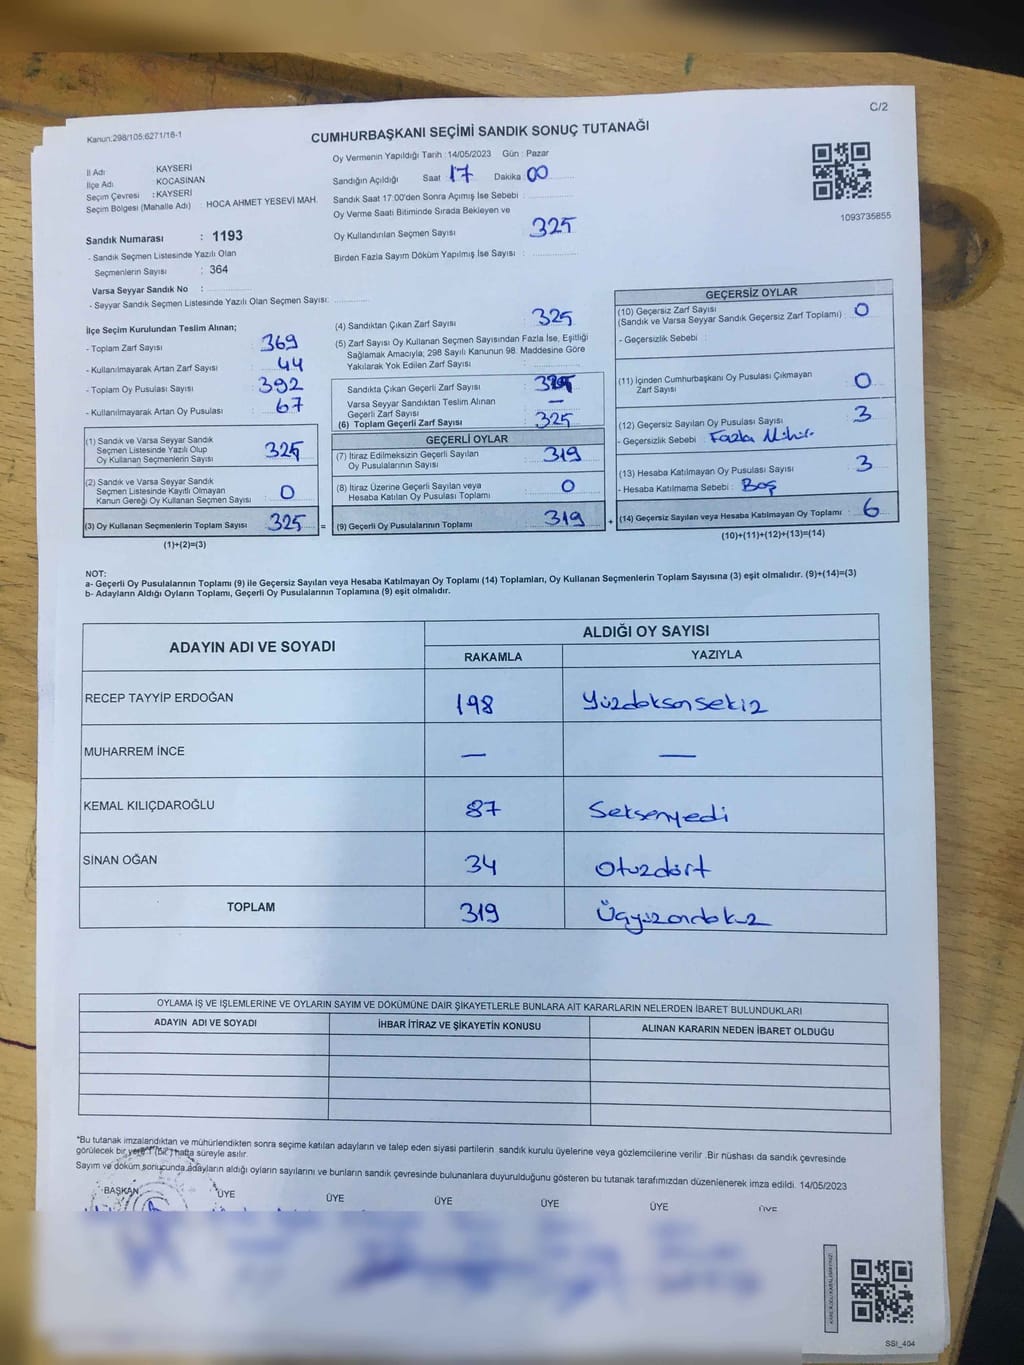 C/2
Kanun:298/105:6271/18-1
CUMHURBAŞKANI SEÇİMİ SANDIK SONUÇ TUTANAĞI
İl Adı KAYSERİ
İlçe Adı KOCASİNAN
Seçim Çevresi : KAYSERİ
Seçim Bölgesi (Mahalle Adı) : HOCA AHMET YESEVİ MAH.
Sandık Numarası : 1193
- Sandık Seçmen Listesinde Yazılı Olan
Seçmenlerin Sayısı : 364
Varsa Seyyar Sandık No :
- Seyyar Sandık Seçmen Listesinde Yazılı Olan Seçmen Sayısı:
Oy Vermenin Yapıldığı Tarih : 14/05/2023 Gün : Pazar
Sandığın Açıldığı Saat 17 Dakika 00
Sandık Saat 17:00'den Sonra Açımış İse Sebebi :
Oy Verme Saati Bitiminde Sırada Bekleyen ve
Oy Kullandırılan Seçmen Sayısı 325
Birden Fazla Sayım Döküm Yapılmış İse Sayısı :
1093735855
İlçe Seçim Kurulundan Teslim Alınan;
- Toplam Zarf Sayısı 369
- Kullanılmayarak Artan Zarf Sayısı 44
- Toplam Oy Pusulası Sayısı 392
- Kullanılmayarak Artan Oy Pusulası 67
(1) Sandık ve Varsa Seyyar Sandık
Seçmen Listesinde Yazılı Olup
Oy Kullanan Seçmenlerin Sayısı 325
(2) Sandık ve Varsa Seyyar Sandık
Seçmen Listesinde Kayıtlı Olmayan
Kanun Gereği Oy Kullanan Seçmen Sayısı 0
(3) Oy Kullanan Seçmenlerin Toplam Sayısı 325 =
(1)+(2)=(3)
(4) Sandıktan Çıkan Zarf Sayısı 325
(5) Zarf Sayısı Oy Kullanan Seçmen Sayısından Fazla İse, Eşitliği
Sağlamak Amacıyla; 298 Sayılı Kanunun 98. Maddesine Göre
Yakılarak Yok Edilen Zarf Sayısı :
Sandıkta Çıkan Geçerli Zarf Sayısı 325
Varsa Seyyar Sandıktan Teslim Alınan
Geçerli Zarf Sayısı —
(6) Toplam Geçerli Zarf Sayısı 325
GEÇERLİ OYLAR
(7) İtiraz Edilmeksizin Geçerli Sayılan
Oy Pusulalarının Sayısı 319
(8) İtiraz Üzerine Geçerli Sayılan veya
Hesaba Katılan Oy Pusulası Toplamı 0
(9) Geçerli Oy Pusulalarının Toplamı 319 +
GEÇERSİZ OYLAR
(10) Geçersiz Zarf Sayısı
(Sandık ve Varsa Seyyar Sandık Geçersiz Zarf Toplamı) : 0
- Geçersizlik Sebebi :
(11) İçinden Cumhurbaşkanı Oy Pusulası Çıkmayan
Zarf Sayısı 0
(12) Geçersiz Sayılan Oy Pusulası Sayısı 3
- Geçersizlik Sebebi : Fazla Mühür
(13) Hesaba Katılmayan Oy Pusulası Sayısı 3
- Hesaba Katılmama Sebebi : Boş
(14) Geçersiz Sayılan veya Hesaba Katılmayan Oy Toplamı : 6
(10)+(11)+(12)+(13)=(14)
NOT:
a- Geçerli Oy Pusulalarının Toplamı (9) ile Geçersiz Sayılan veya Hesaba Katılmayan Oy Toplamı (14) Toplamları, Oy Kullanan Seçmenlerin Toplam Sayısına (3) eşit olmalıdır. (9)+(14)=(3)
b- Adayların Aldığı Oyların Toplamı, Geçerli Oy Pusulalarının Toplamına (9) eşit olmalıdır.
ADAYIN ADI VE SOYADI ALDIĞI OY SAYISI
RAKAMLA YAZIYLA
RECEP TAYYİP ERDOĞAN 198 Yüzdoksansekiz
MUHARREM İNCE — —
KEMAL KILIÇDAROĞLU 87 Seksenyedi
SİNAN OĞAN 34 Otuzdört
TOPLAM 319 Üçyüzondokuz
OYLAMA İŞ VE İŞLEMLERİNE VE OYLARIN SAYIM VE DÖKÜMÜNE DAİR ŞİKAYETLERLE BUNLARA AİT KARARLARIN NELERDEN İBARET BULUNDUKLARI
ADAYIN ADI VE SOYADI İHBAR İTİRAZ VE ŞİKAYETİN KONUSU ALINAN KARARIN NEDEN İBARET OLDUĞU
"Bu tutanak imzalandıktan ve mühürlendikten sonra seçime katılan adayların ve talep eden siyasi partilerin sandık kurulu üyelerine veya gözlemcilerine verilir .Bir nüshası da sandık çevresinde
görülecek bir yere 1 (bir) hafta süreyle asılır.
Sayım ve döküm sonucunda adayların aldığı oyların sayılarını ve bunların sandık çevresinde bulunanlara duyurulduğunu gösteren bu tutanak tarafımızdan düzenlenerek imza edildi. 14/05/2023
BAŞKAN ÜYE ÜYE ÜYE ÜYE ÜYE ÜYE
SSI_404